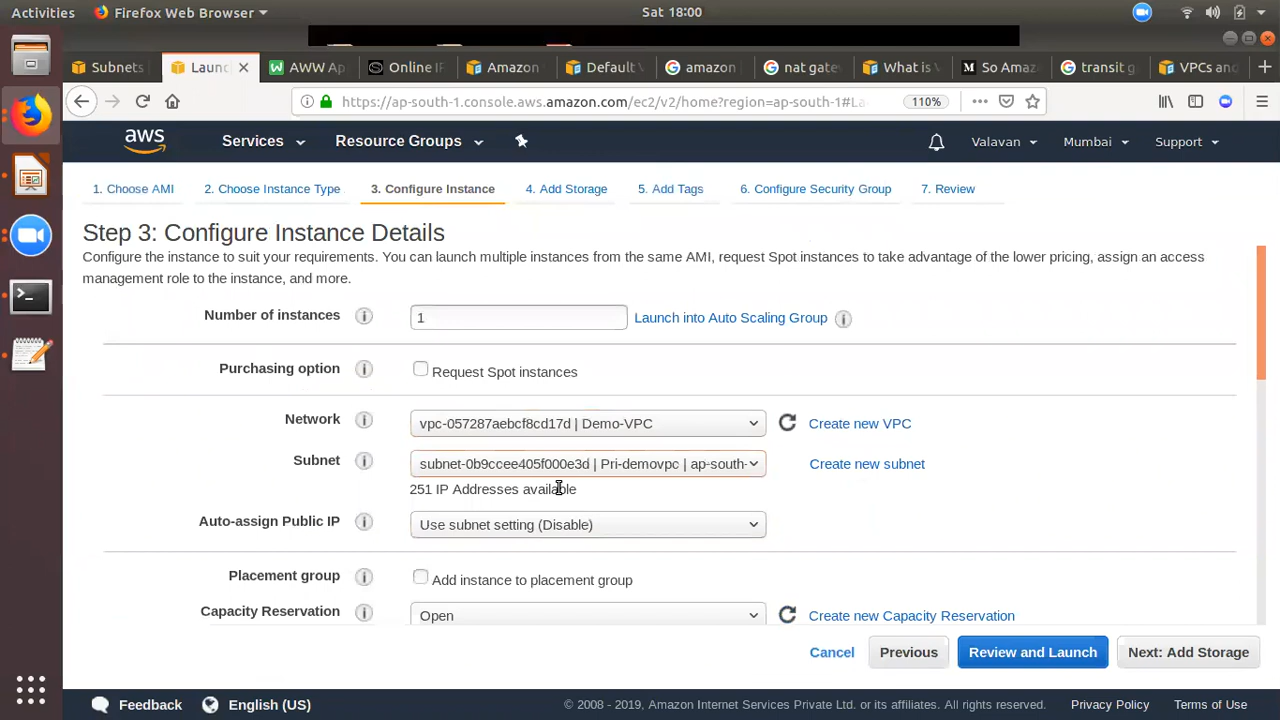 Activities Firefox Web Browser Sat 18:00
Subnets Launc AWW Ap Online IP Amazon Default V amazon nat gate What is V So Amaz transit g VPCs and
https://ap-south-1.console.aws.amazon.com/ec2/v2/home?region=ap-south-1#La 110%
aws Services Resource Groups Valavan Mumbai Support
1. Choose AMI 2. Choose Instance Type 3. Configure Instance 4. Add Storage 5. Add Tags 6. Configure Security Group 7. Review
Step 3: Configure Instance Details
Configure the instance to suit your requirements. You can launch multiple instances from the same AMI, request Spot instances to take advantage of the lower pricing, assign an access
management role to the instance, and more.
Number of instances 1 Launch into Auto Scaling Group
Purchasing option Request Spot instances
Network vpc-057287aebcf8cd17d | Demo-VPC Create new VPC
Subnet subnet-0b9ccee405f000e3d | Pri-demovpc | ap-south- Create new subnet
251 IP Addresses available
Auto-assign Public IP Use subnet setting (Disable)
Placement group Add instance to placement group
Capacity Reservation Open Create new Capacity Reservation
Cancel Previous Review and Launch Next: Add Storage
Feedback English (US) © 2008 - 2019, Amazon Internet Services Private Ltd. or its affiliates. All rights reserved. Privacy Policy Terms of Use